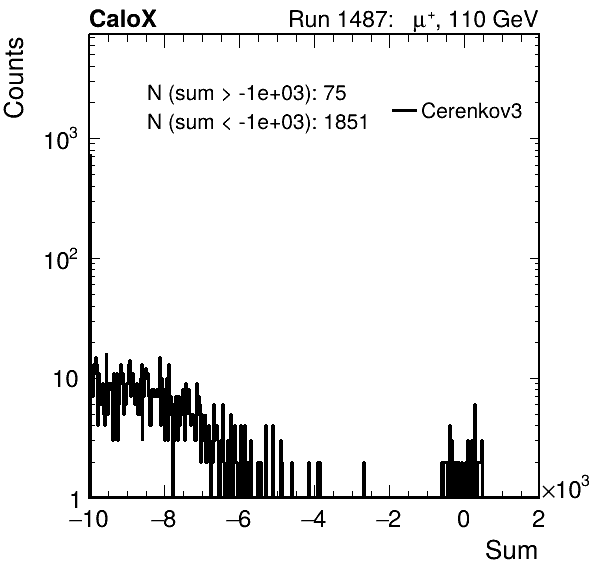 CaloX Run 1487: μ⁺, 110 GeV
Counts
N (sum > -1e+03): 75
N (sum < -1e+03): 1851
Cerenkov3
10³
10²
10
1
−10 −8 −6 −4 −2 0 2
×10³
Sum